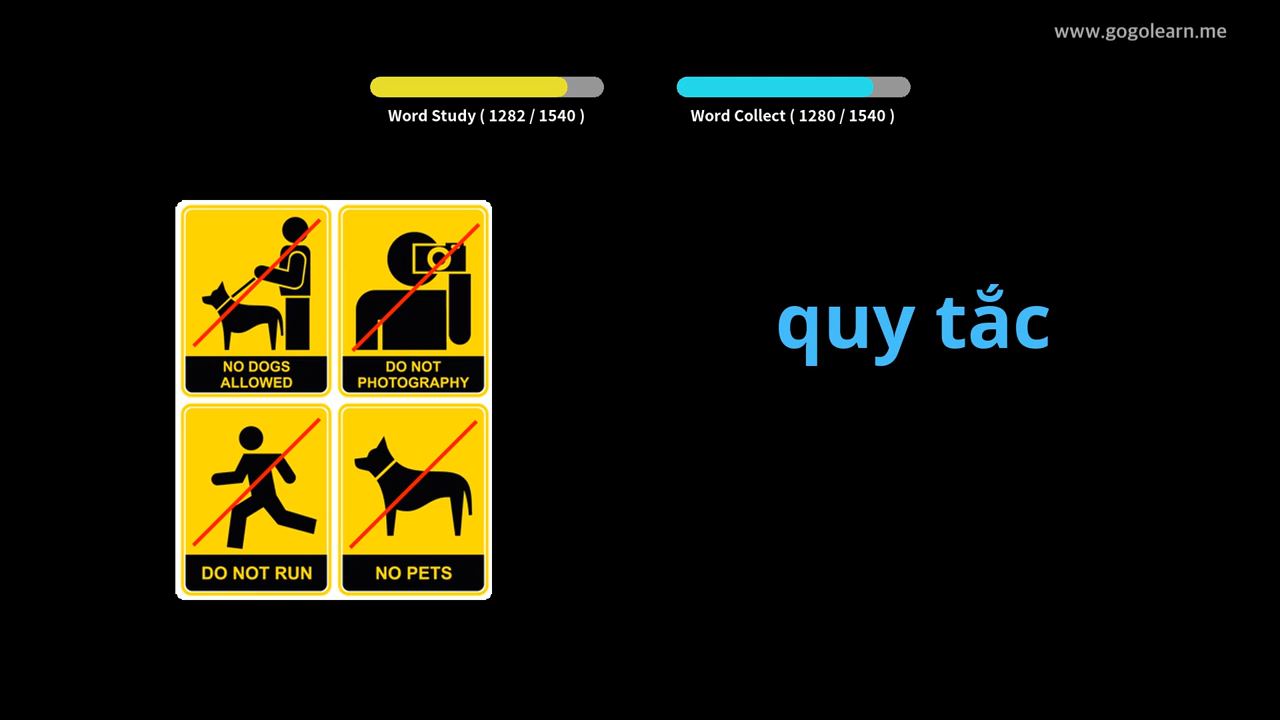 www.gogolearn.me
Word Study ( 1282 / 1540 )
Word Collect ( 1280 / 1540 )
NO DOGS
ALLOWED
DO NOT
PHOTOGRAPHY
DO NOT RUN
NO PETS
quy tắc